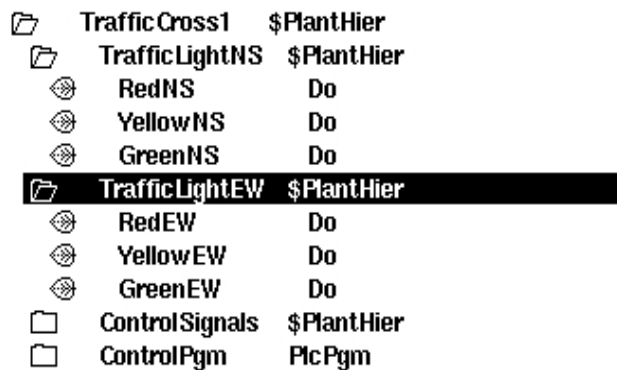 TrafficCross1 $PlantHier
TrafficLightNS $PlantHier
RedNS Do
YellowNS Do
GreenNS Do
TrafficLightEW $PlantHier
RedEW Do
YellowEW Do
GreenEW Do
ControlSignals $PlantHier
ControlPgm PlcPgm